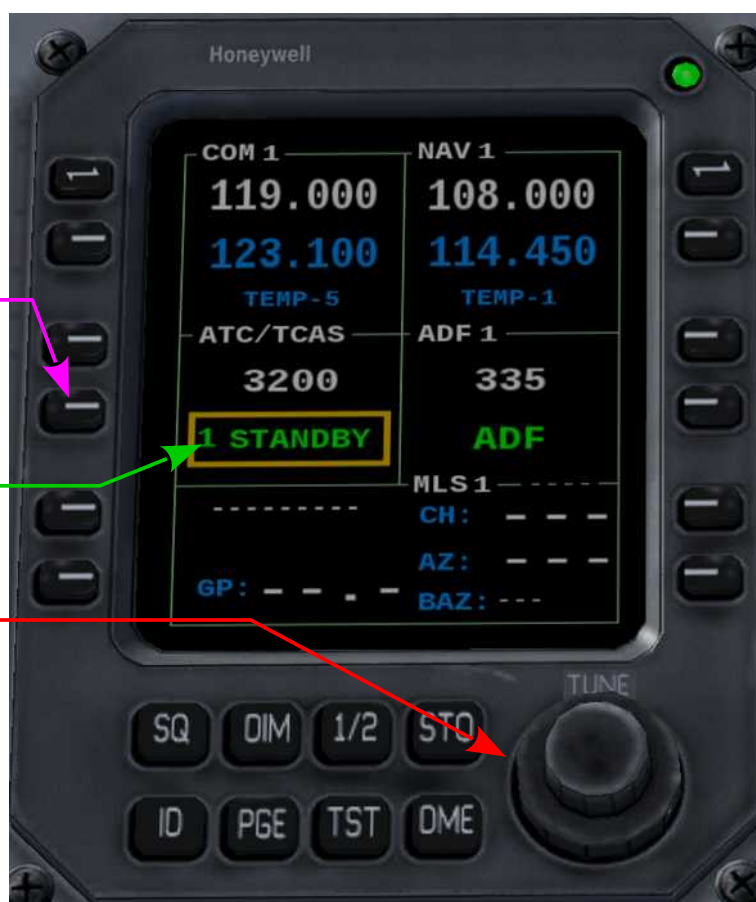 Honeywell
COM 1 NAV 1
119.000 108.000
123.100 114.450
TEMP-5 TEMP-1
ATC/TCAS ADF 1
3200 335
1 STANDBY ADF
MLS 1 -----
--------- CH: – – –
AZ: – – –
GP: – – . – BAZ: ---
TUNE
SQ DIM 1/2 STO
ID PGE TST DME